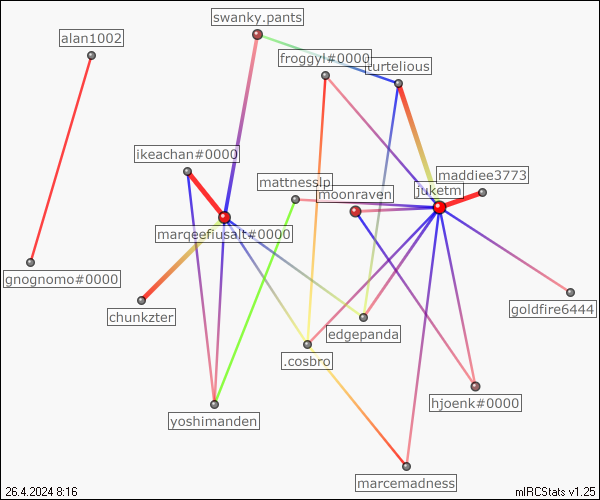 swanky.pants
alan1002
froggyl#0000
turtelious
ikeachan#0000
maddiee3773
mattnesslp
juketm
moonraven
marqeefiusalt#0000
gnognomo#0000
goldfire6444
chunkzter
edgepanda
.cosbro
hjoenk#0000
yoshimanden
marcemadness
26.4.2024 8:16
mIRCStats v1.25